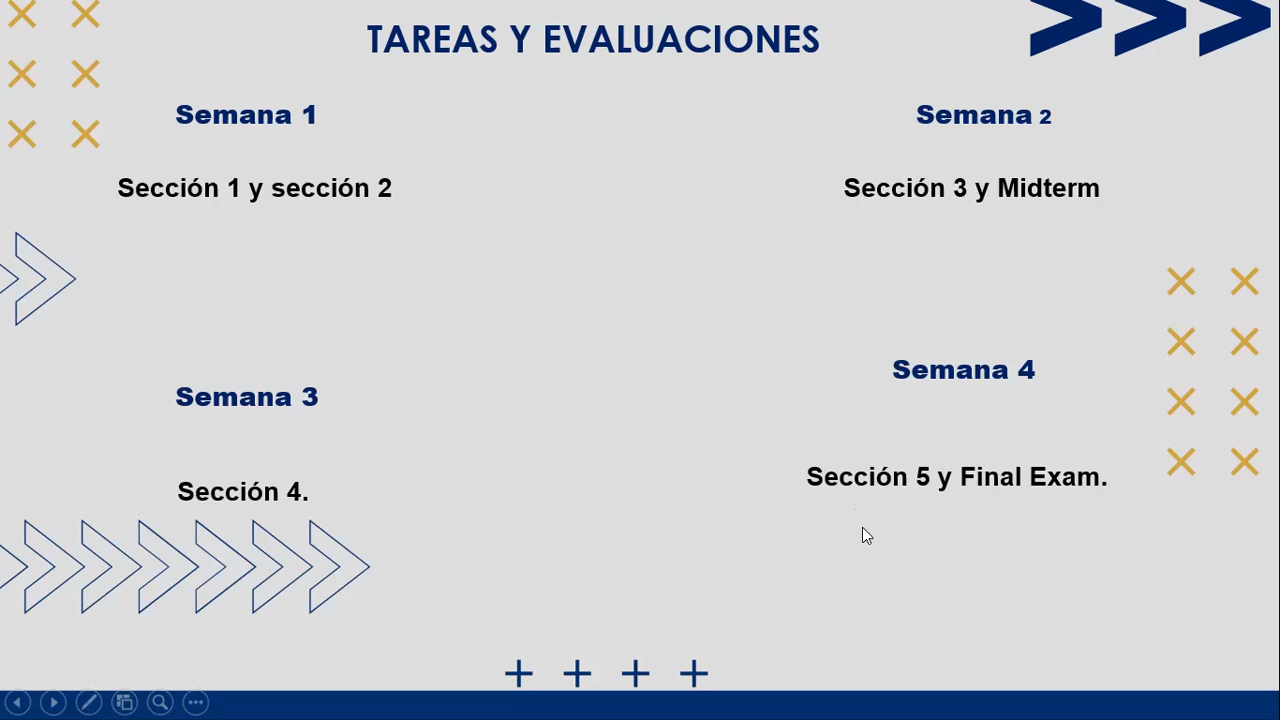 TAREAS Y EVALUACIONES
Semana 1
Sección 1 y sección 2
Semana 2
Sección 3 y Midterm
Semana 3
Sección 4.
Semana 4
Sección 5 y Final Exam.